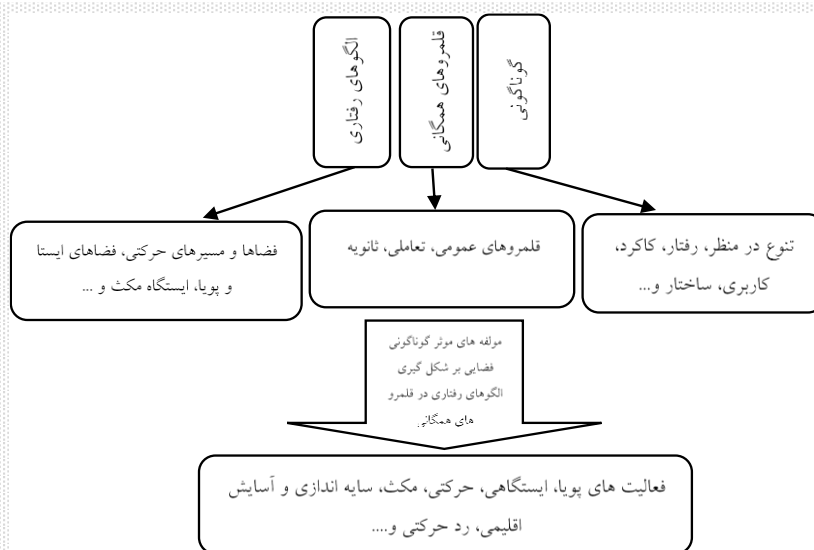 گوناگونی
قلمروهای همگانی
الگوهای رفتاری
تنوع در منظر، رفتار، کاکرد،
کاربری، ساختار و...
قلمروهای عمومی، تعاملی، ثانویه
فضاها و مسیرهای حرکتی، فضاهای ایستا
و پویا، ایستگاه مکث و ...
مولفه های موثر گوناگونی
فضایی بر شکل گیری
الگوهای رفتاری در قلمرو
های همگانی
فعالیت های پویا، ایستگاهی، حرکتی، مکث، سایه اندازی و آسایش
اقلیمی، رد حرکتی و....